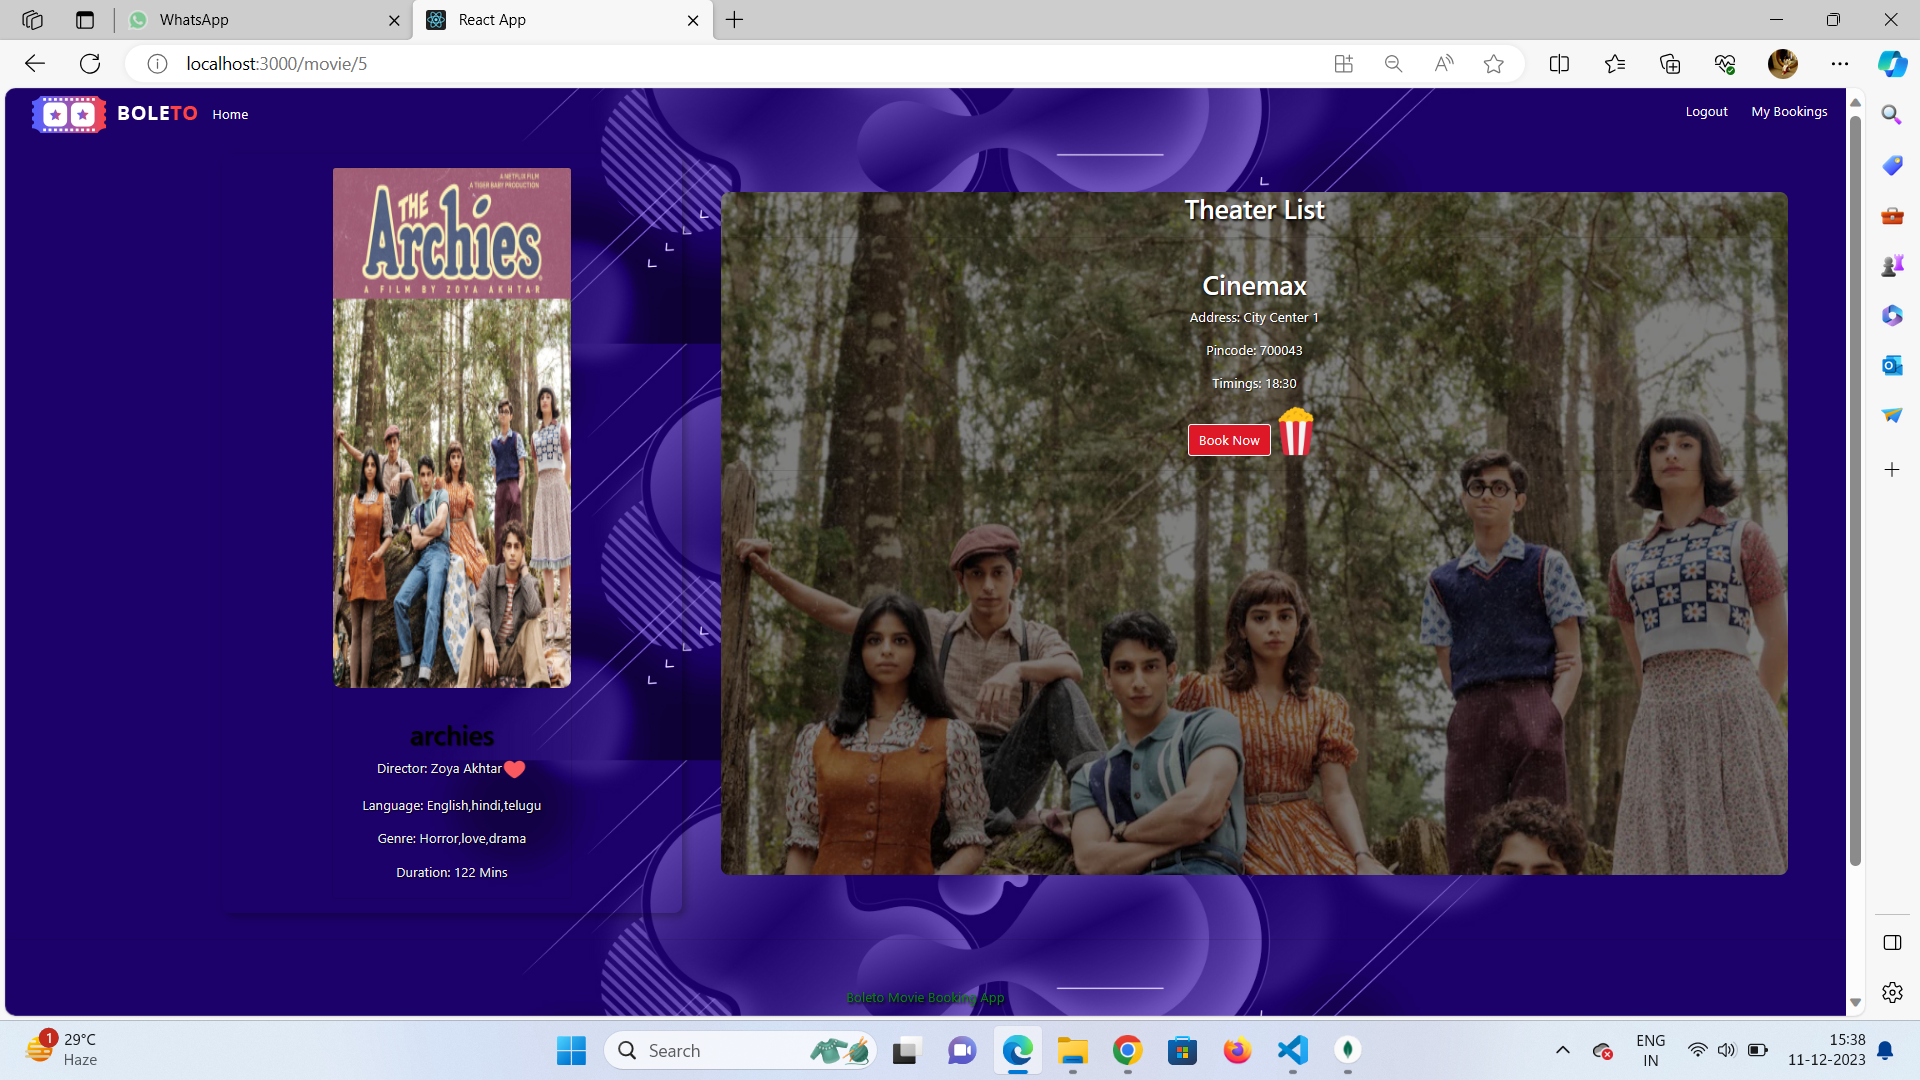 WhatsApp
React App
localhost:3000/movie/5
BOLETO
Home
Logout
My Bookings
A NETFLIX FILM
A TIGER BABY PRODUCTION
THE
Archies
A FILM BY ZOYA AKHTAR
archies
Director: Zoya Akhtar
Language: English,hindi,telugu
Genre: Horror,love,drama
Duration: 122 Mins
Theater List
Cinemax
Address: City Center 1
Pincode: 700043
Timings: 18:30
Book Now
Boleto Movie Booking App
1
29°C
Haze
Search
ENG
IN
15:38
11-12-2023